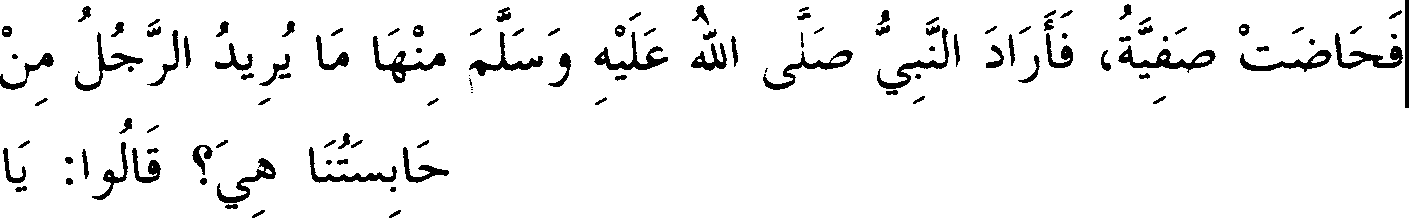 فَحَاضَتْ صَفِيَّةُ، فَأَرَادَ النَّبِيُّ صَلَّى اللهُ عَلَيْهِ وَسَلَّمَ مِنْهَا مَا يُرِيدُ الرَّجُلُ مِنْ
حَابِسَتُنَا هِيَ؟ قَالُوا: يَا